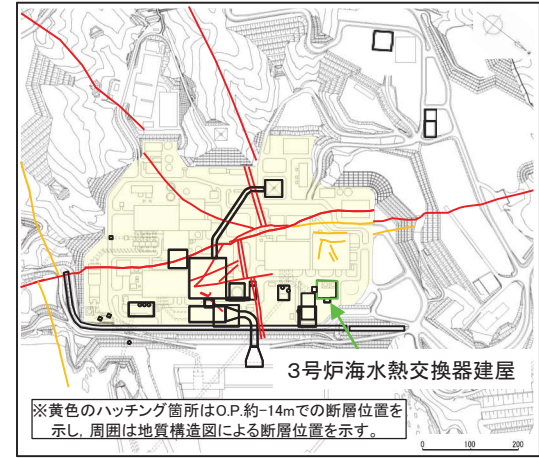 3号炉海水熱交換器建屋
※黄色のハッチング箇所はO.P.約-14mでの断層位置を
示し，周囲は地質構造図による断層位置を示す。
0 100 200